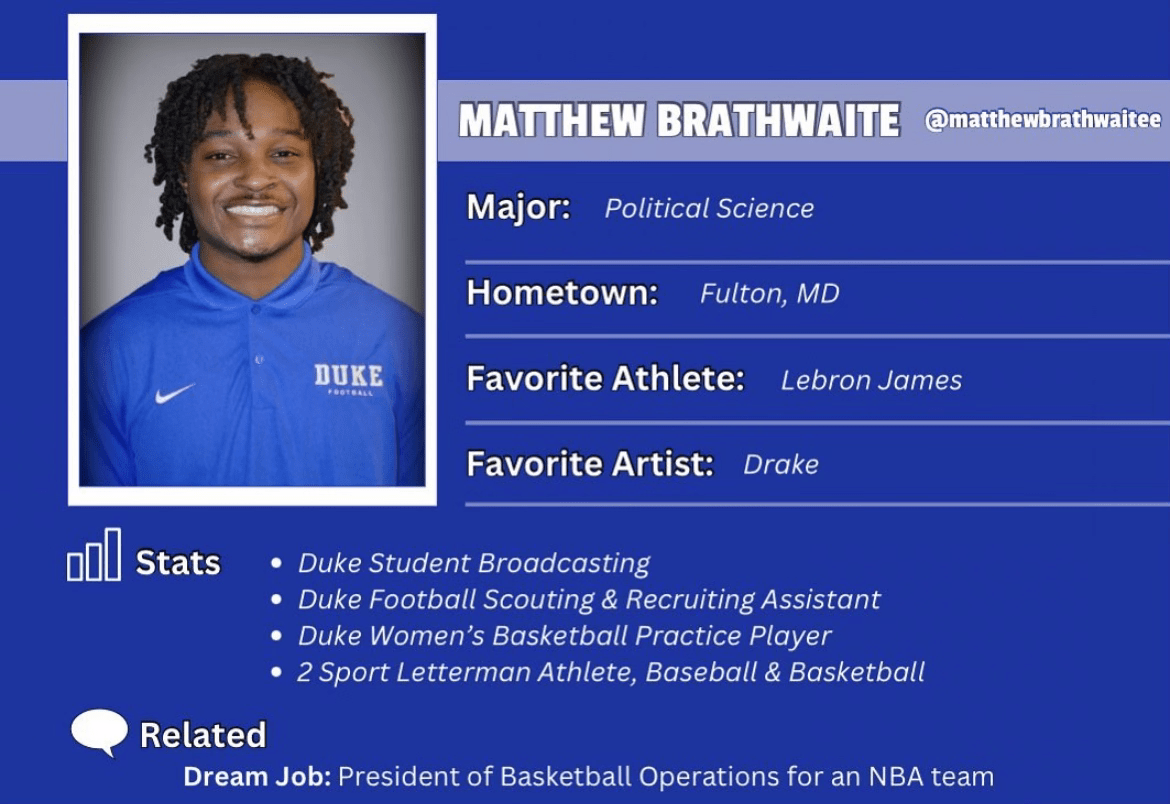 MATTHEW BRATHWAITE @matthewbrathwaitee
Major: Political Science
Hometown: Fulton, MD
Favorite Athlete: Lebron James
Favorite Artist: Drake
DUKE
FOOTBALL
Stats
• Duke Student Broadcasting
• Duke Football Scouting & Recruiting Assistant
• Duke Women’s Basketball Practice Player
• 2 Sport Letterman Athlete, Baseball & Basketball
Related
Dream Job: President of Basketball Operations for an NBA team